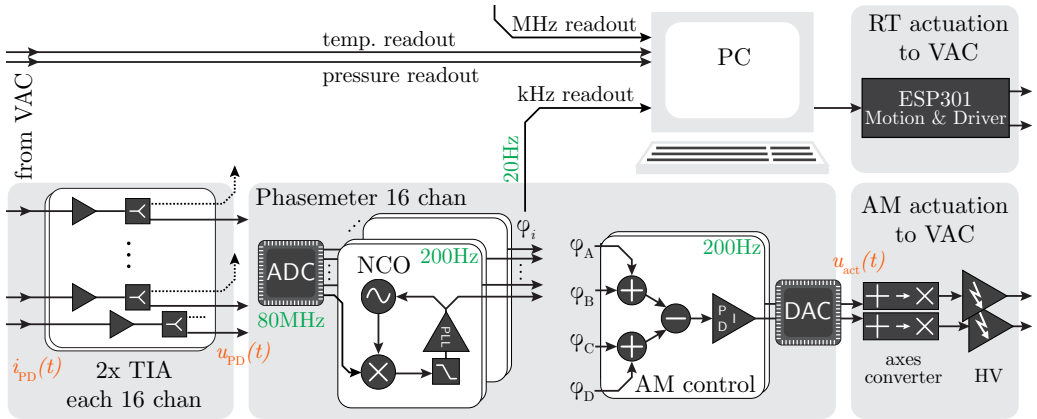 MHz readout
temp. readout
pressure readout
PC
RT actuation
to VAC
ESP301
Motion & Driver
kHz readout
from VAC
20Hz
Phasemeter 16 chan
φi
AM actuation
to VAC
ADC
NCO
200Hz
80MHz
PLL
φA
φB
φC
φD
200Hz
P I D
AM control
uact(t)
DAC
axes
converter
HV
iPD(t)
uPD(t)
2x TIA
each 16 chan